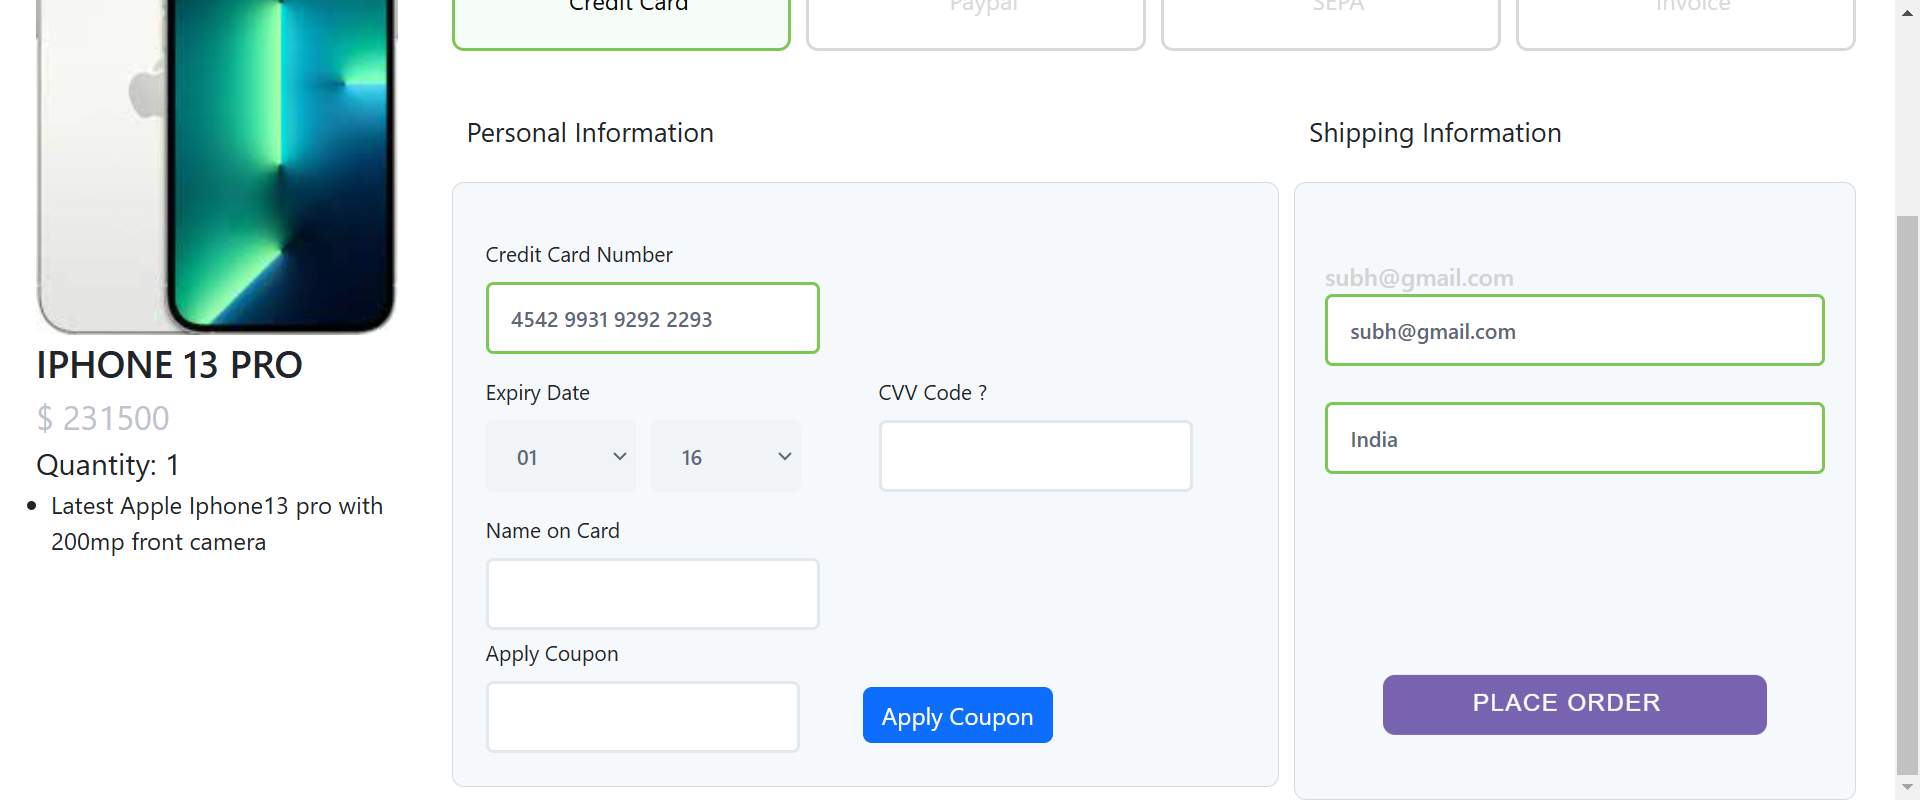 Credit Card
Paypal
SEPA
Invoice
Personal Information
Shipping Information
Credit Card Number
4542 9931 9292 2293
Expiry Date
CVV Code ?
01
16
Name on Card
Apply Coupon
Apply Coupon
subh@gmail.com
subh@gmail.com
India
PLACE ORDER
IPHONE 13 PRO
$ 231500
Quantity: 1
Latest Apple Iphone13 pro with
200mp front camera